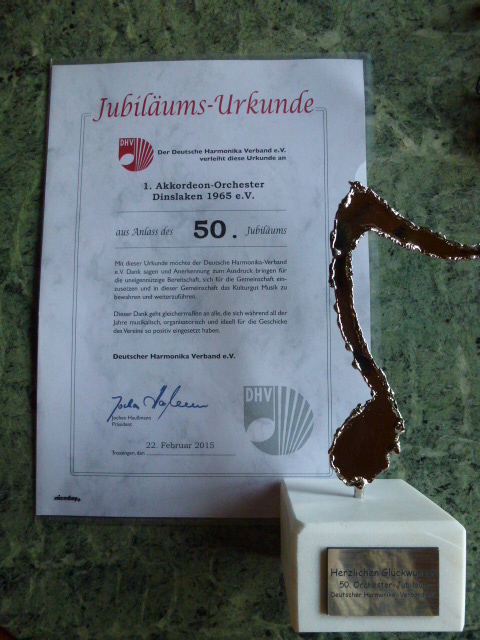 Jubiläums-Urkunde
DHV
Der Deutsche Harmonika Verband e.V.
verleiht diese Urkunde an
1. Akkordeon-Orchester
Dinslaken 1965 e.V.
aus Anlass des 50. Jubiläums
Mit dieser Urkunde möchte der Deutsche Harmonika-Verband
e.V. Dank sagen und Anerkennung zum Ausdruck bringen für
die uneigennützige Bereitschaft, sich für die Gemeinschaft ein-
zusetzen und in dieser Gemeinschaft das Kulturgut Musik zu
bewahren und weiterzuführen.
Dieser Dank geht gleichermaßen an alle, die sich während all der
Jahre musikalisch, organisatorisch und ideell für die Geschicke
des Vereins so positiv eingesetzt haben.
Deutscher Harmonika Verband e.V.
Jochen Haußmann
Präsident
DHV
22. Februar 2015
Trossingen, den
niceday
Herzlichen Glückwunsch
50. Orchester-Jubiläum
Deutscher Harmonika-Verband